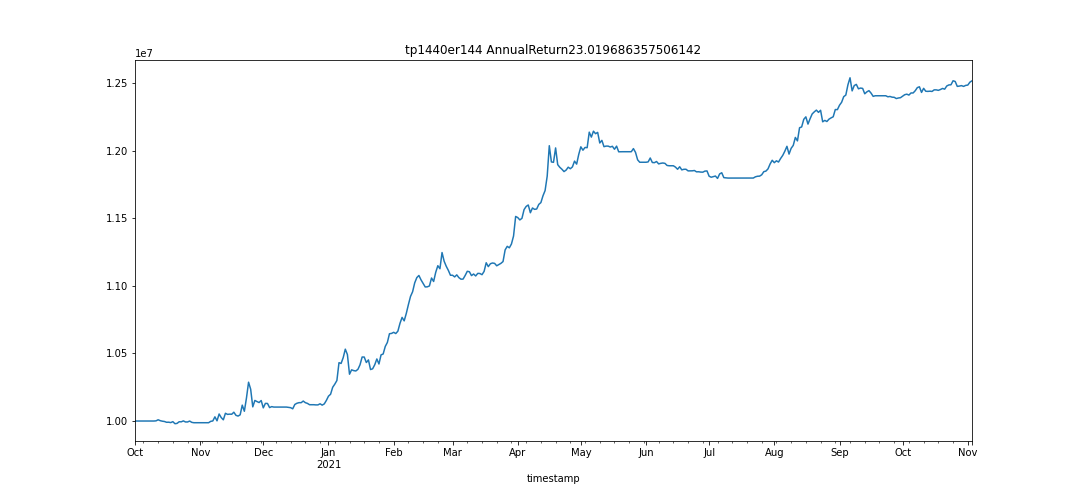 tp1440er144 AnnualReturn23.019686357506142
1e7
1.25
1.20
1.15
1.10
1.05
1.00
Oct Nov Dec Jan Feb Mar Apr May Jun Jul Aug Sep Oct Nov
2021
timestamp